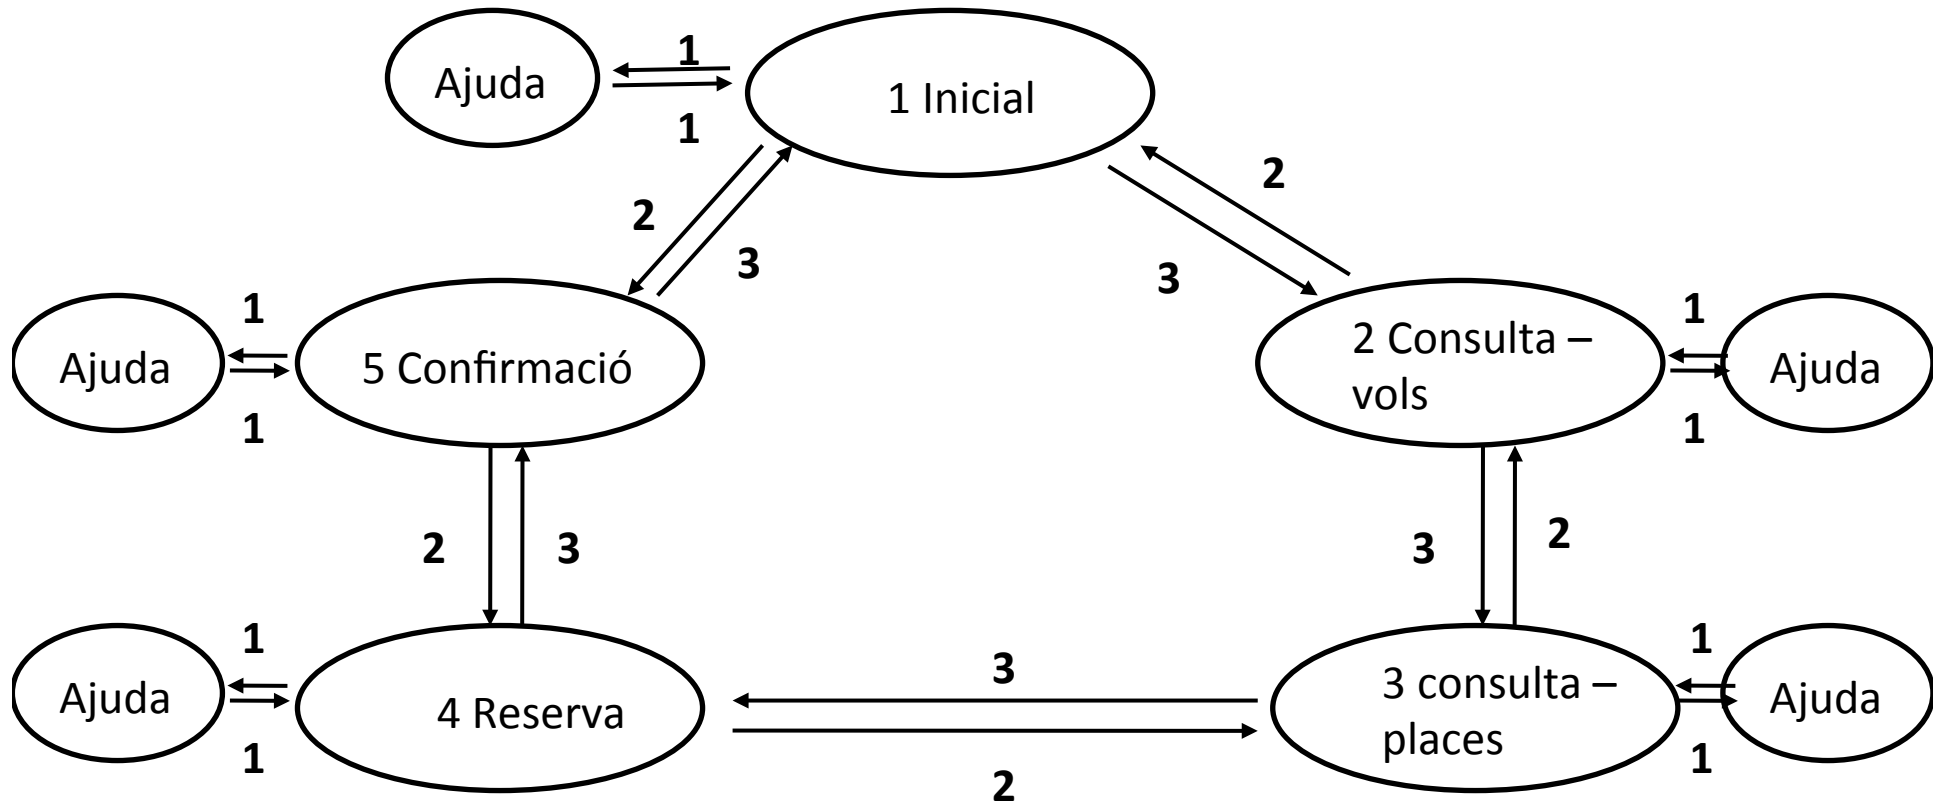 1
Ajuda
1 Inicial
1
2
2
3
3
1
1
Ajuda
5 Confirmació
2 Consulta –
vols
Ajuda
1
1
2
3
3
2
1
1
Ajuda
4 Reserva
3
3 consulta –
places
Ajuda
1
1
2